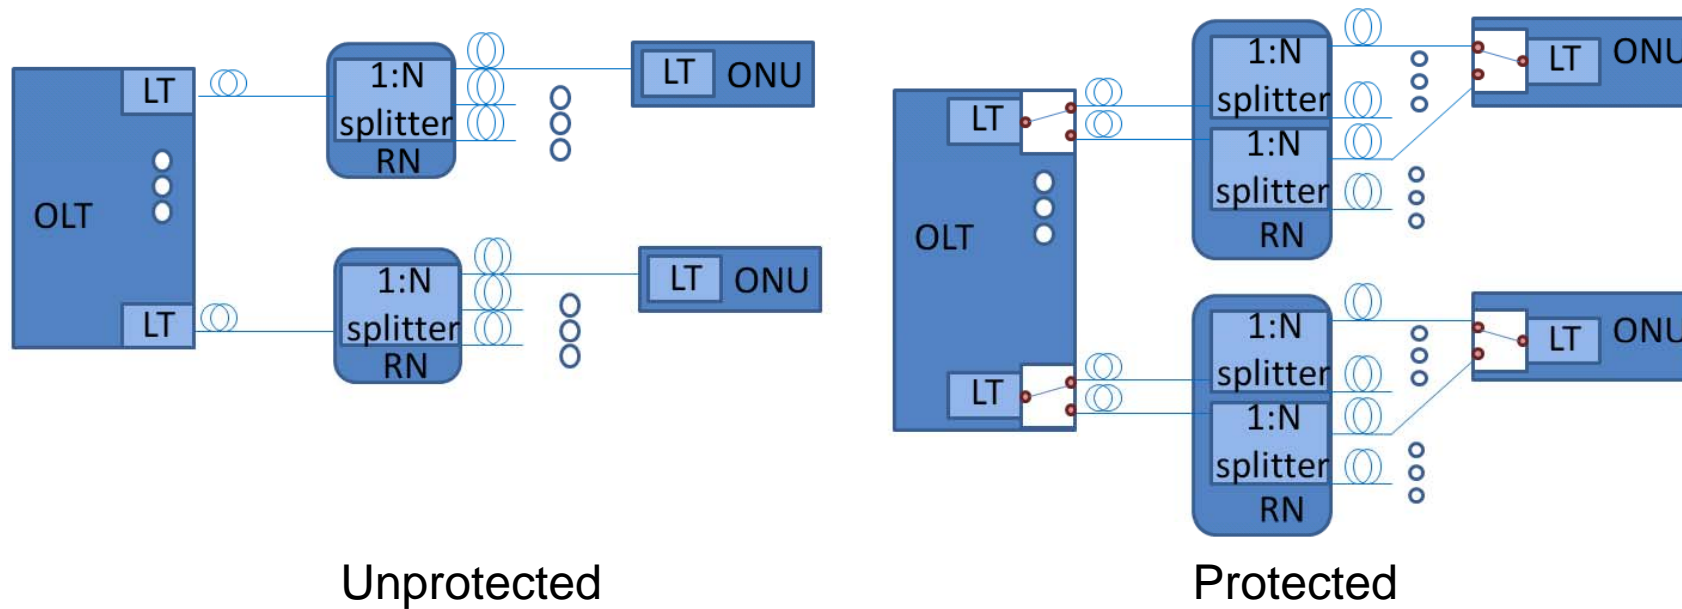 LT
OLT
LT
1:N
splitter
RN
LT ONU
1:N
splitter
RN
LT ONU
Unprotected
LT
OLT
LT
1:N
splitter
1:N
splitter
RN
LT ONU
1:N
splitter
1:N
splitter
RN
LT ONU
Protected